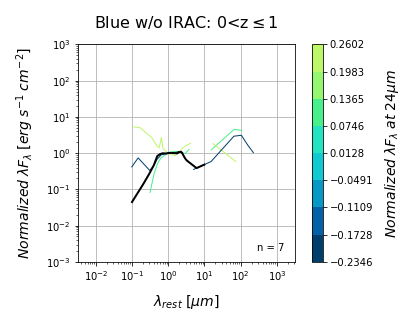 Blue w/o IRAC: 0<z≤1
Normalized λF_λ [erg s⁻¹ cm⁻²]
10³
10²
10¹
10⁰
10⁻¹
10⁻²
10⁻³
n = 7
10⁻² 10⁻¹ 10⁰ 10¹ 10² 10³
λ_rest [μm]
0.2602
0.1983
0.1365
0.0746
0.0128
−0.0491
−0.1109
−0.1728
−0.2346
Normalized λF_λ at 24μm